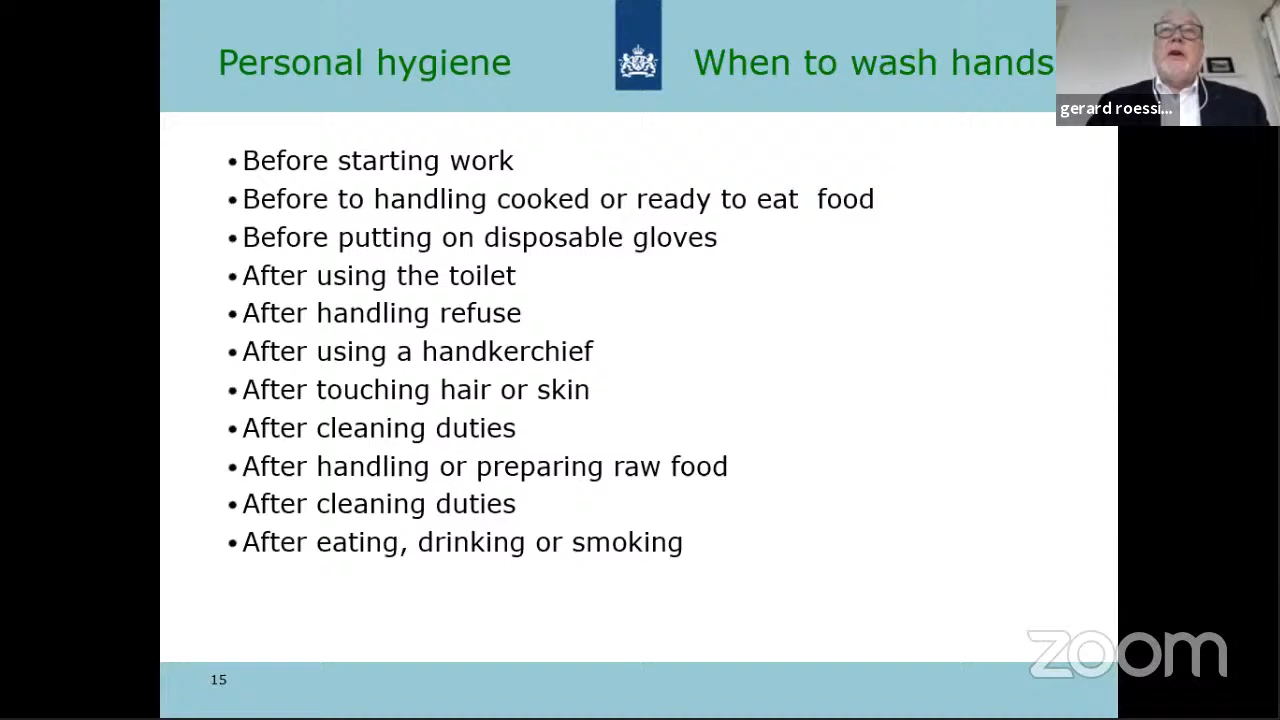 Personal hygiene
When to wash hands
gerard roessi...
• Before starting work
• Before to handling cooked or ready to eat  food
• Before putting on disposable gloves
• After using the toilet
• After handling refuse
• After using a handkerchief
• After touching hair or skin
• After cleaning duties
• After handling or preparing raw food
• After cleaning duties
• After eating, drinking or smoking
zoom
15